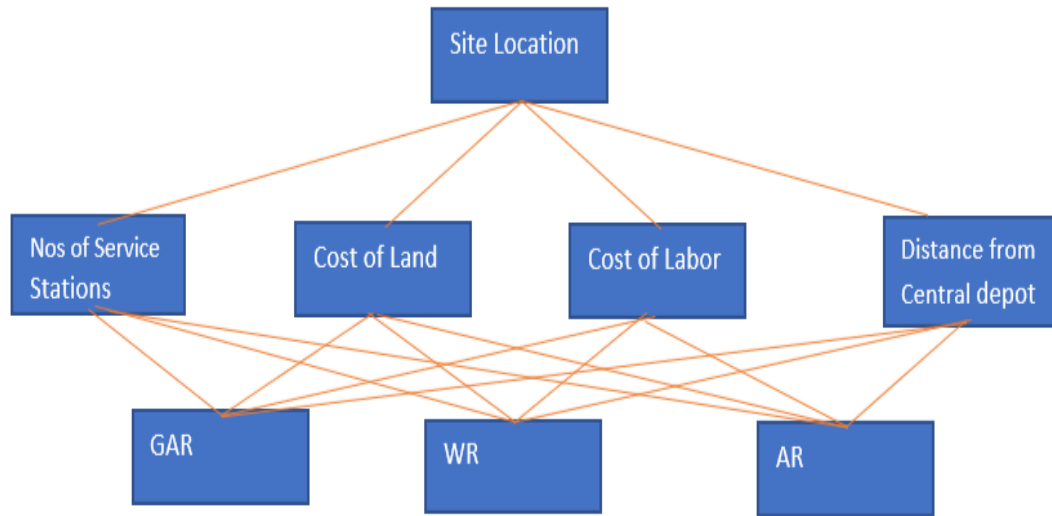 Site Location
Nos of Service
Stations
Cost of Land
Cost of Labor
Distance from
Central depot
GAR
WR
AR